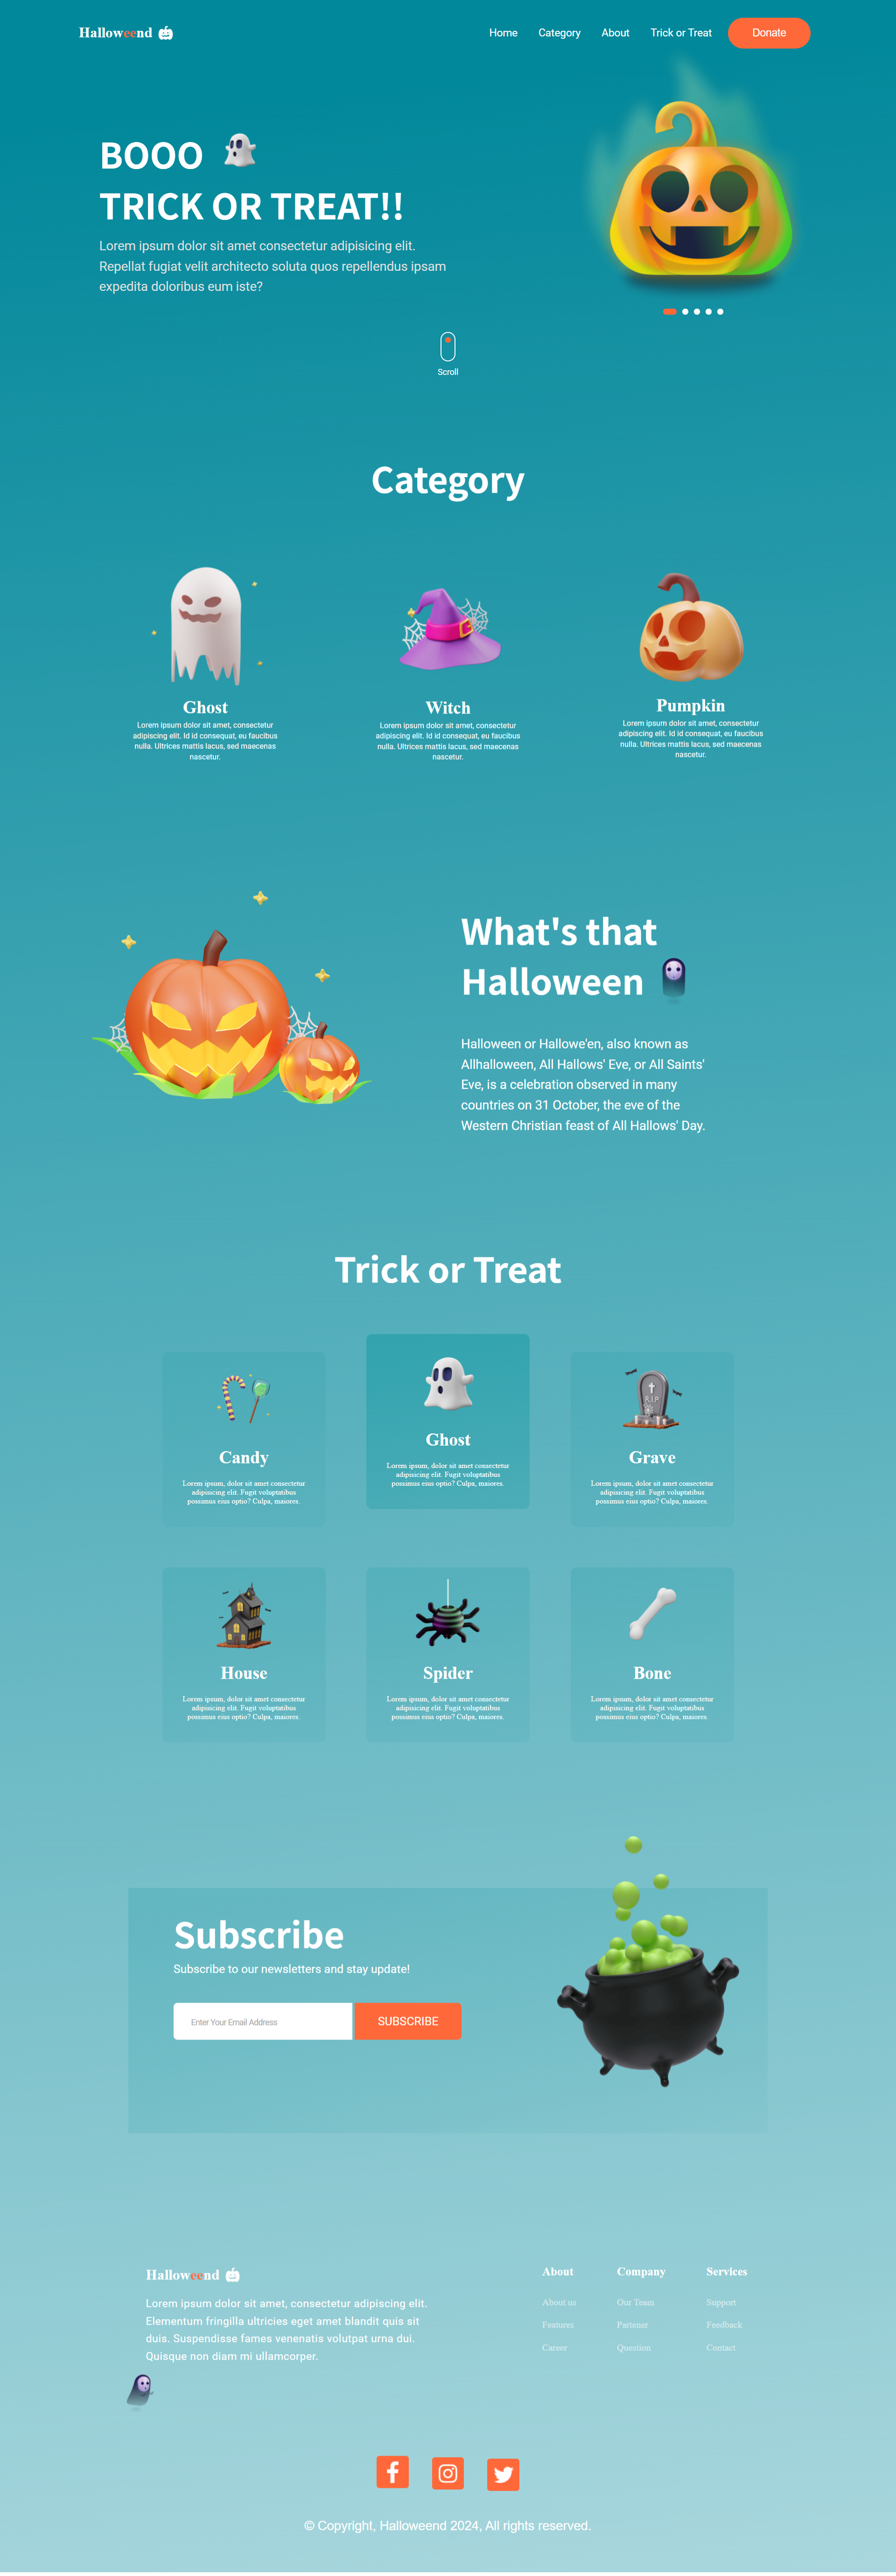 Halloweend
Home Category About Trick or Treat Donate
BOOO
TRICK OR TREAT!!
Lorem ipsum dolor sit amet consectetur adipisicing elit.
Repellat fugiat velit architecto soluta quos repellendus ipsam
expedita doloribus eum iste?
Scroll
Category
Ghost
Lorem ipsum dolor sit amet, consectetur
adipiscing elit. Id id consequat, eu faucibus
nulla. Ultrices mattis lacus, sed maecenas
nascetur.
Witch
Lorem ipsum dolor sit amet, consectetur
adipiscing elit. Id id consequat, eu faucibus
nulla. Ultrices mattis lacus, sed maecenas
nascetur.
Pumpkin
Lorem ipsum dolor sit amet, consectetur
adipiscing elit. Id id consequat, eu faucibus
nulla. Ultrices mattis lacus, sed maecenas
nascetur.
What's that
Halloween
Halloween or Hallowe'en, also known as
Allhalloween, All Hallows' Eve, or All Saints'
Eve, is a celebration observed in many
countries on 31 October, the eve of the
Western Christian feast of All Hallows' Day.
Trick or Treat
Candy
Lorem ipsum, dolor sit amet consectetur
adipisicing elit. Fugit voluptatibus
possimus eius optio? Culpa, maiores.
Ghost
Lorem ipsum, dolor sit amet consectetur
adipisicing elit. Fugit voluptatibus
possimus eius optio? Culpa, maiores.
R.I.P
Grave
Lorem ipsum, dolor sit amet consectetur
adipisicing elit. Fugit voluptatibus
possimus eius optio? Culpa, maiores.
House
Lorem ipsum, dolor sit amet consectetur
adipisicing elit. Fugit voluptatibus
possimus eius optio? Culpa, maiores.
Spider
Lorem ipsum, dolor sit amet consectetur
adipisicing elit. Fugit voluptatibus
possimus eius optio? Culpa, maiores.
Bone
Lorem ipsum, dolor sit amet consectetur
adipisicing elit. Fugit voluptatibus
possimus eius optio? Culpa, maiores.
Subscribe
Subscribe to our newsletters and stay update!
Enter Your Email Address
SUBSCRIBE
Halloweend
Lorem ipsum dolor sit amet, consectetur adipiscing elit.
Elementum fringilla ultricies eget amet blandit quis sit
duis. Suspendisse fames venenatis volutpat urna dui.
Quisque non diam mi ullamcorper.
About
About us
Features
Career
Company
Our Team
Partener
Question
Services
Support
Feedback
Contact
© Copyright, Halloweend 2024, All rights reserved.